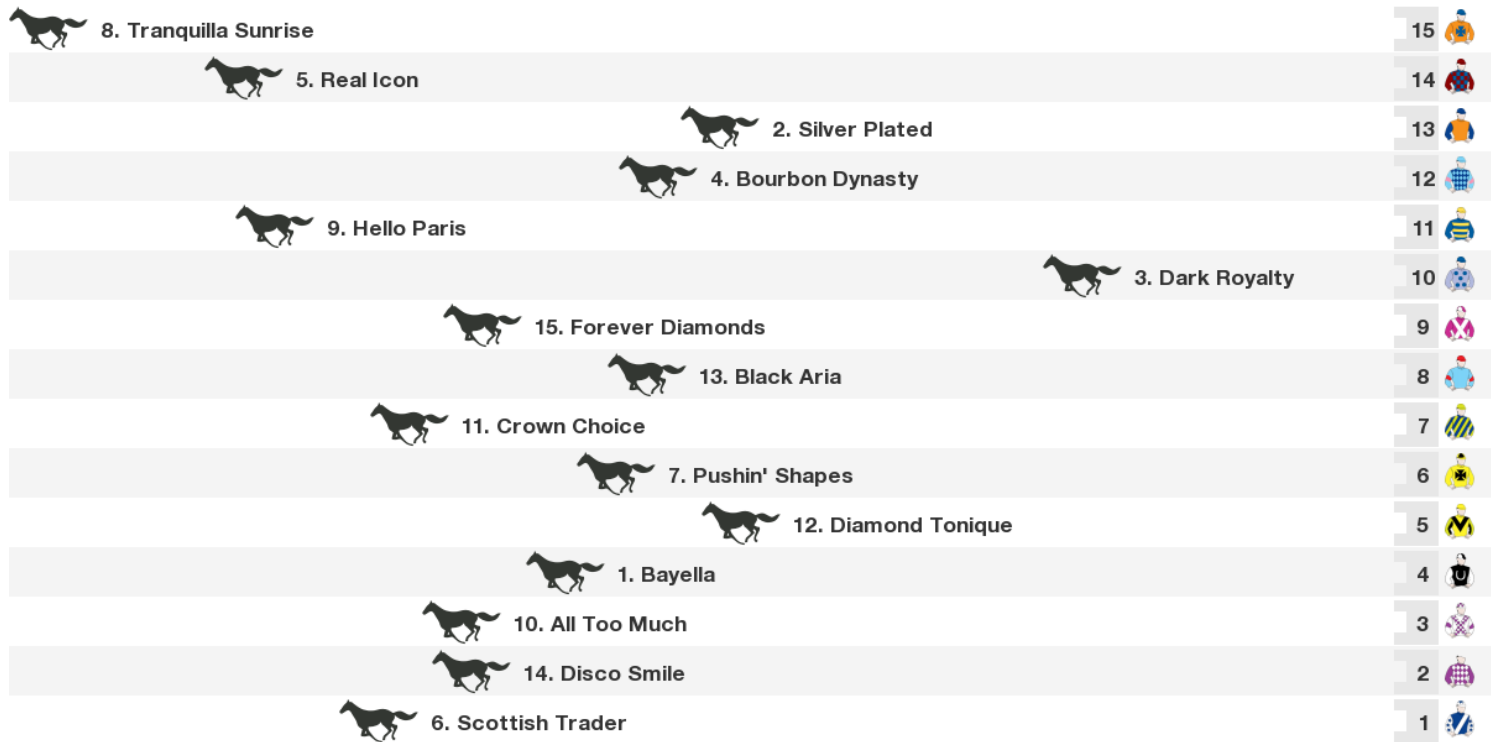 8. Tranquilla Sunrise 15
5. Real Icon 14
2. Silver Plated 13
4. Bourbon Dynasty 12
9. Hello Paris 11
3. Dark Royalty 10
15. Forever Diamonds 9
13. Black Aria 8
11. Crown Choice 7
7. Pushin' Shapes 6
12. Diamond Tonique 5
1. Bayella 4
10. All Too Much 3
14. Disco Smile 2
6. Scottish Trader 1